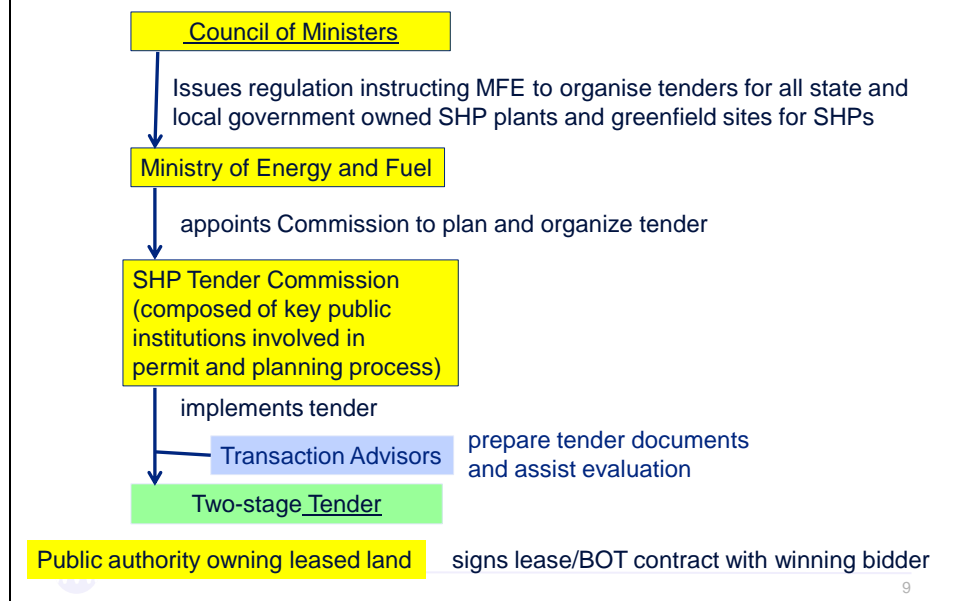 Council of Ministers
Issues regulation instructing MFE to organise tenders for all state and
local government owned SHP plants and greenfield sites for SHPs
Ministry of Energy and Fuel
appoints Commission to plan and organize tender
SHP Tender Commission
(composed of key public
institutions involved in
permit and planning process)
implements tender
Transaction Advisors
prepare tender documents
and assist evaluation
Two-stage Tender
Public authority owning leased land
signs lease/BOT contract with winning bidder
9